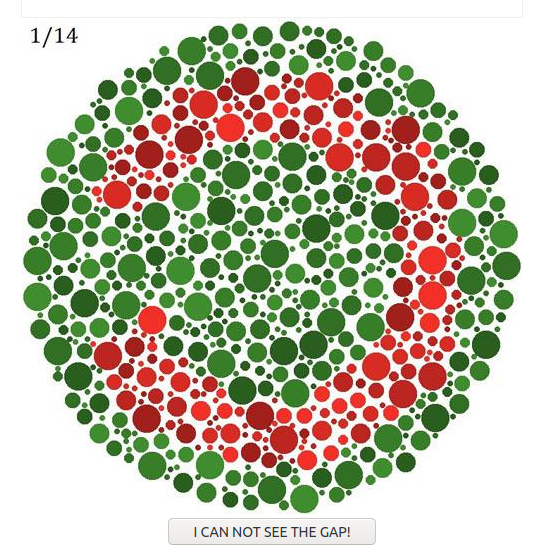 1/14
I CAN NOT SEE THE GAP!